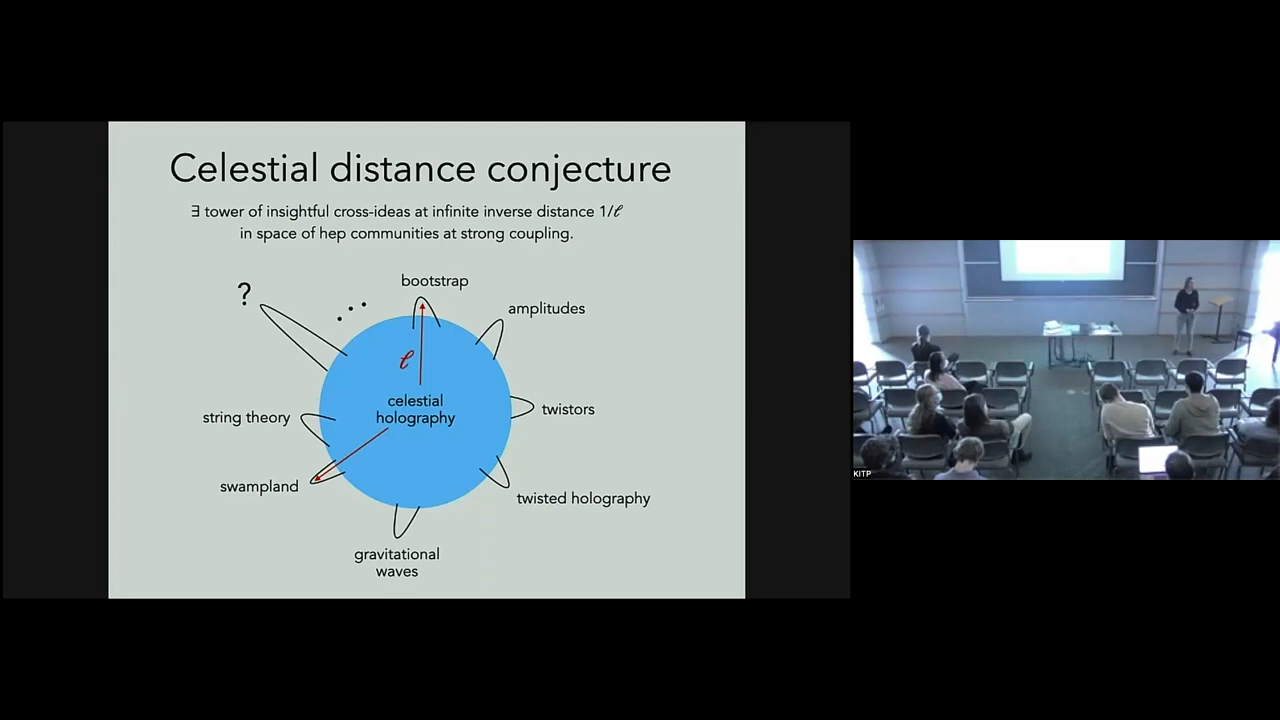 Celestial distance conjecture
∃ tower of insightful cross-ideas at infinite inverse distance 1/ℓ
in space of hep communities at strong coupling.
?
bootstrap
amplitudes
ℓ
celestial
holography
twistors
string theory
swampland
twisted holography
gravitational
waves
KITP